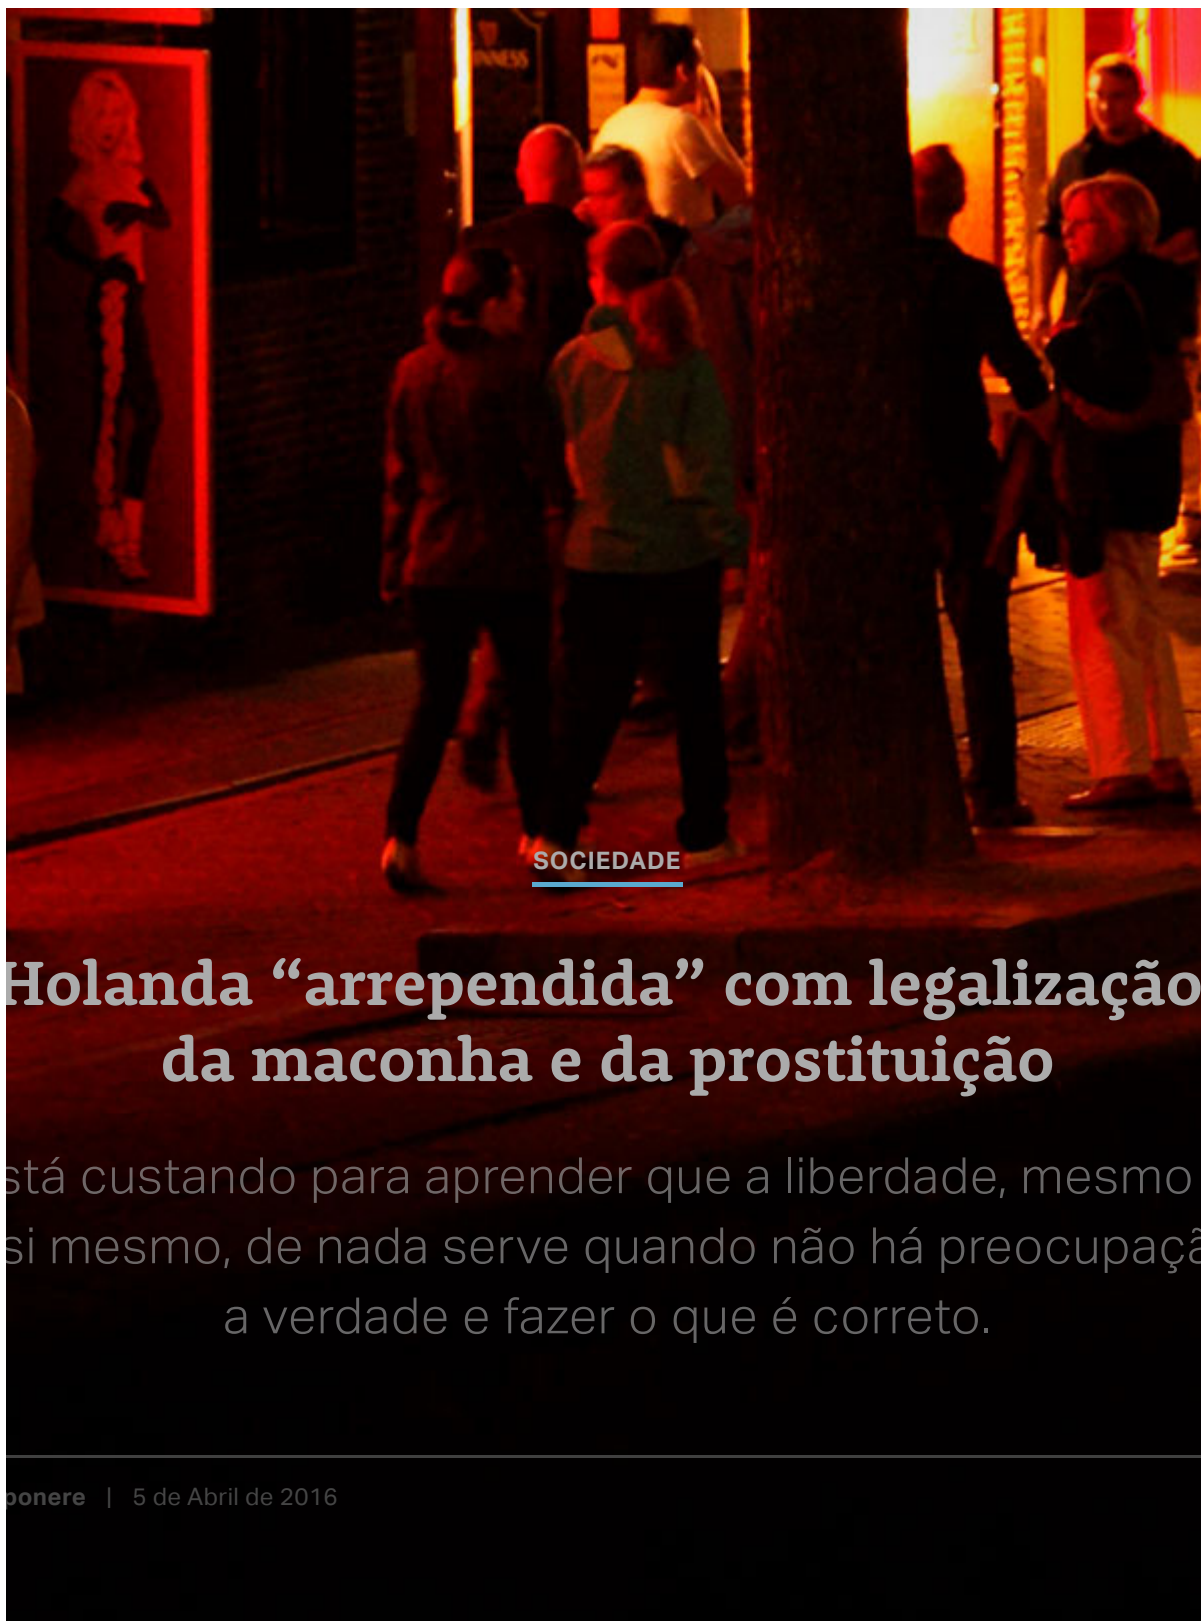 SOCIEDADE
Holanda “arrependida” com legalização
da maconha e da prostituição
stá custando para aprender que a liberdade, mesmo
si mesmo, de nada serve quando não há preocupaçã
a verdade e fazer o que é correto.
ponere | 5 de Abril de 2016